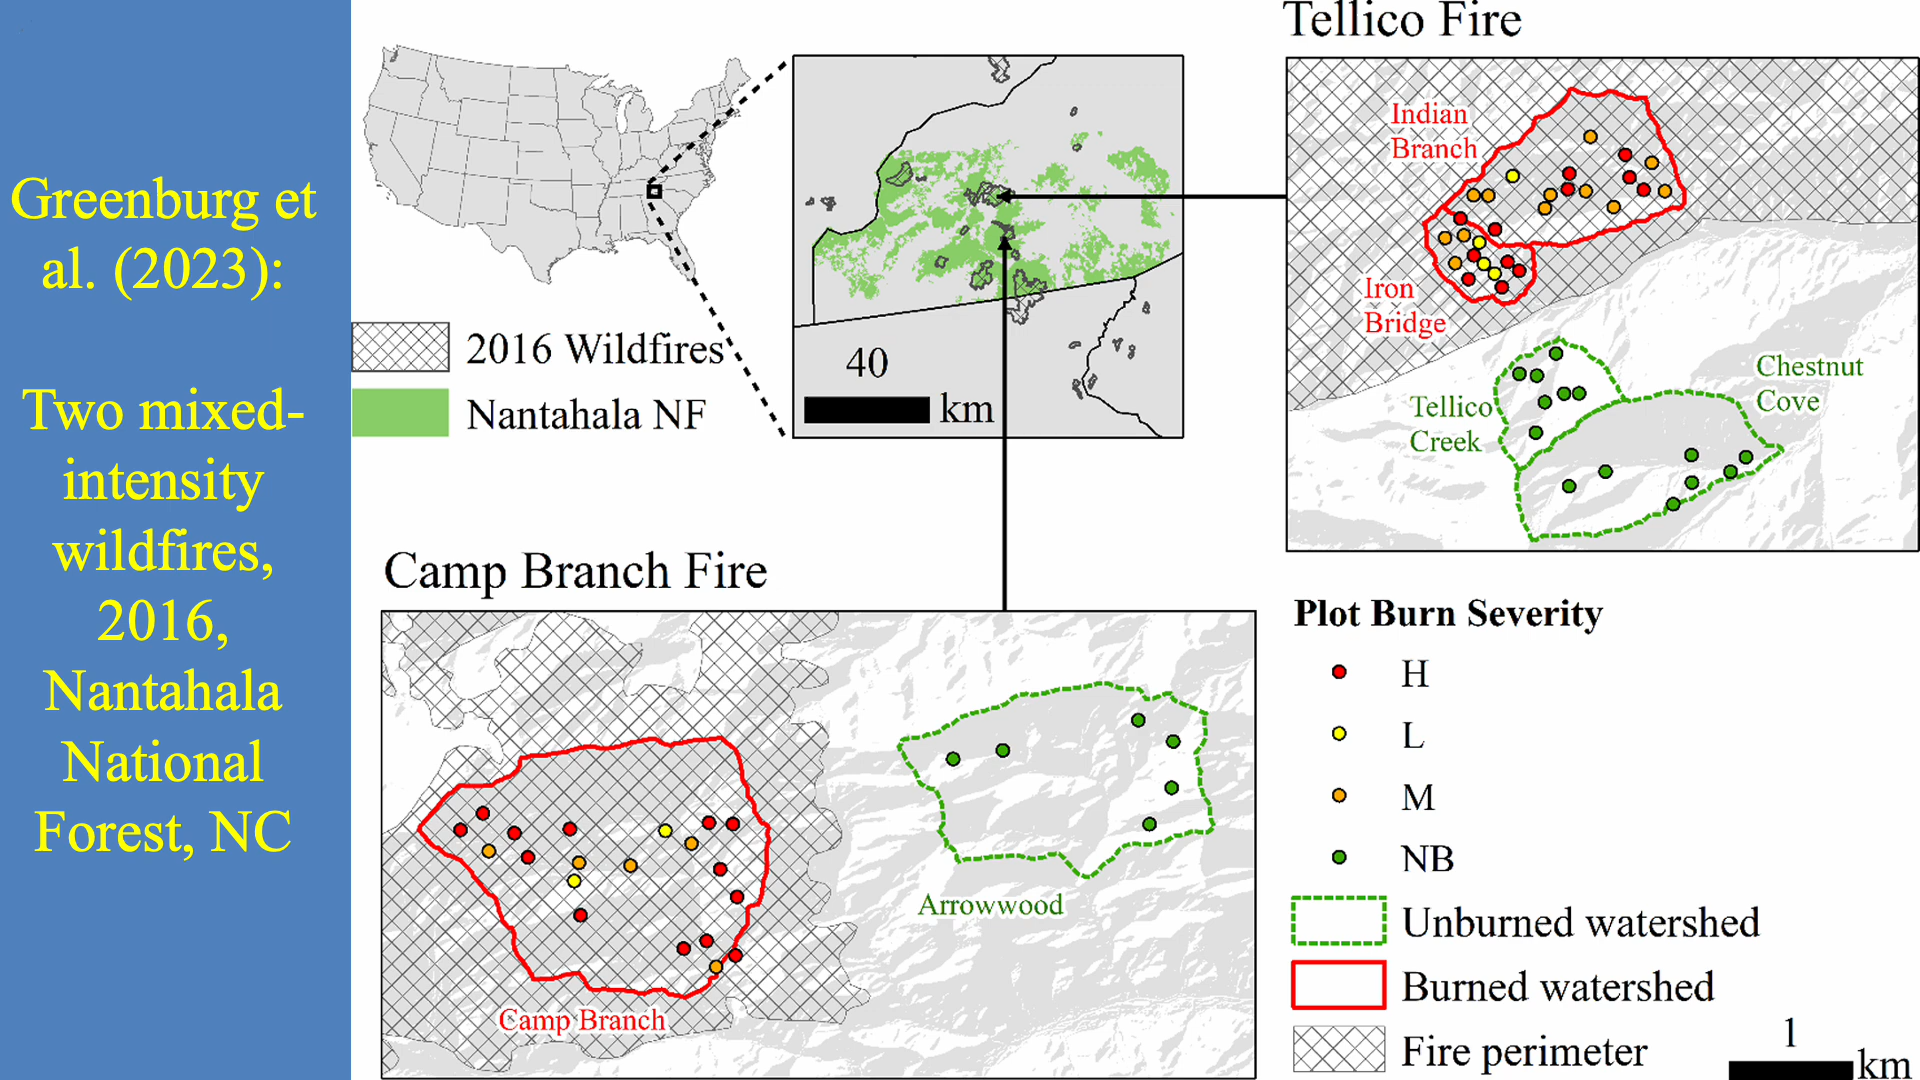 Greenburg et
al. (2023):
Two mixed-
intensity
wildfires,
2016,
Nantahala
National
Forest, NC
2016 Wildfires
Nantahala NF
40
km
Tellico Fire
Indian
Branch
Iron
Bridge
Tellico
Creek
Chestnut
Cove
Camp Branch Fire
Camp Branch
Arrowwood
Plot Burn Severity
H
L
M
NB
Unburned watershed
Burned watershed
Fire perimeter
1
km